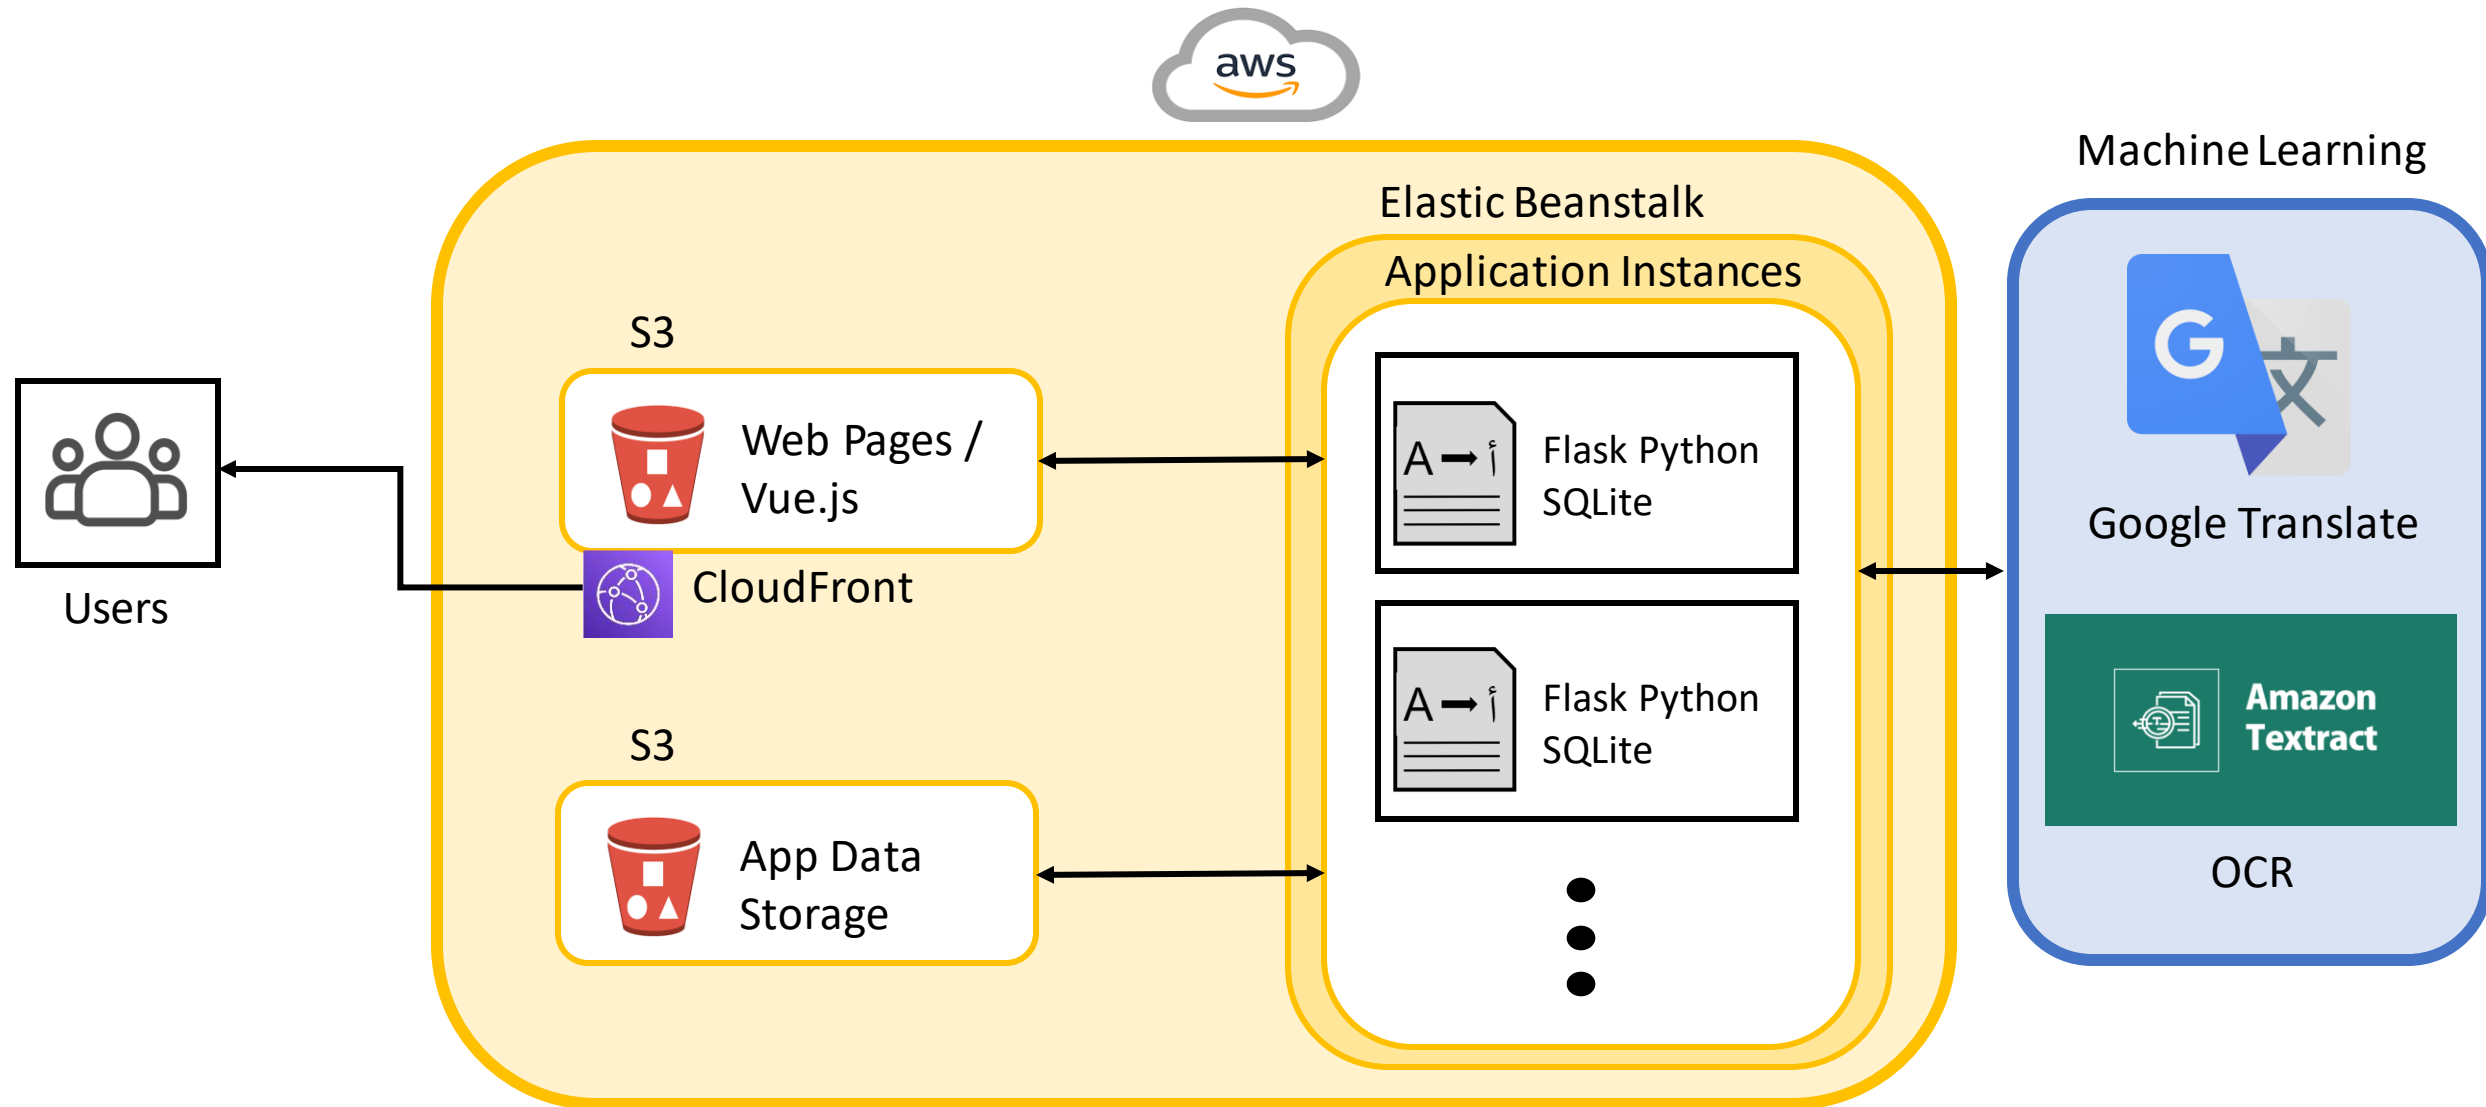 aws
Machine Learning
Elastic Beanstalk
Application Instances
S3
Web Pages /
Vue.js
CloudFront
Users
S3
App Data
Storage
A أ
Flask Python
SQLite
A أ
Flask Python
SQLite
G 文
Google Translate
Amazon
Textract
OCR